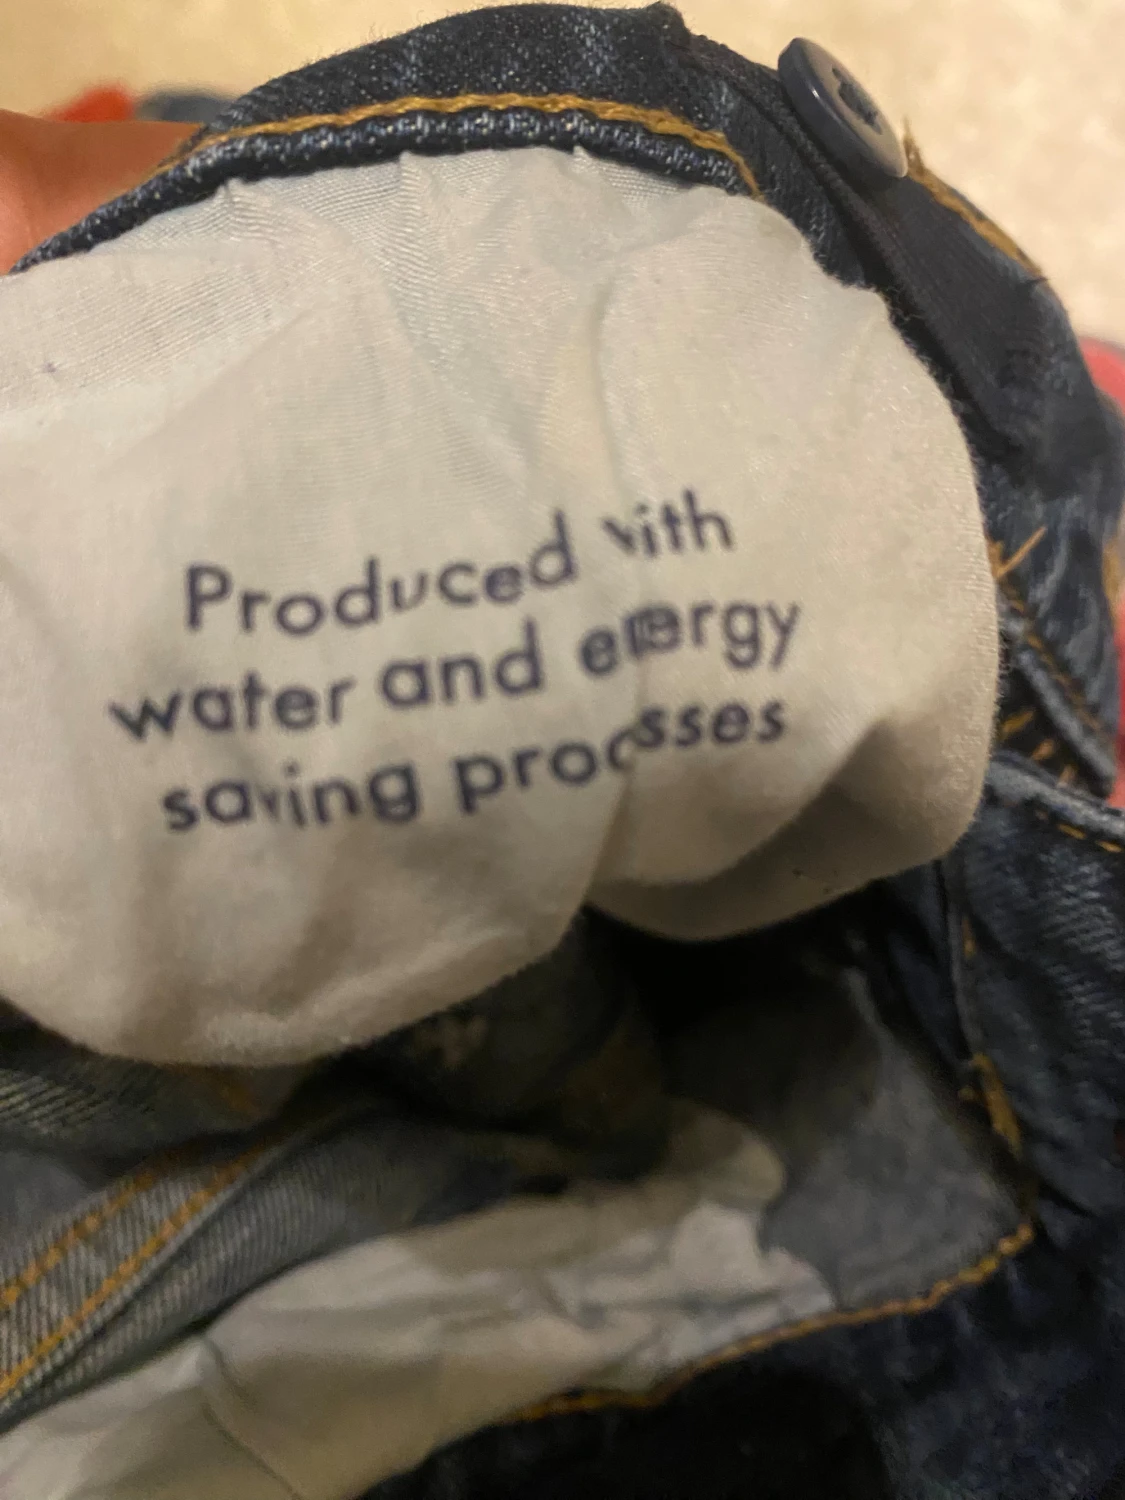 Produced with
water and energy
saving processes